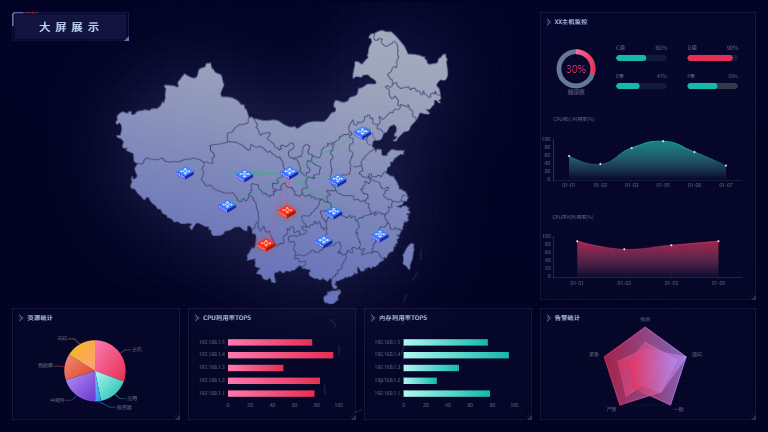 大屏展示
XX主机监控
C盘 60%
D盘 90%
E盘 47%
F盘 60%
30%
健康度
CPU核心利用率(%)
100
80
60
40
20
0
01-01 01-02 01-03 01-05 01-06 01-07
CPU平均利用率(%)
100
80
60
40
20
0
01-01 01-02 01-03 01-05
资源统计
主机
应用
服务器
中间件
数据库
CPU利用率TOP5
192.168.1.5
192.168.1.4
192.168.1.3
192.168.1.2
192.168.1.1
0 20 40 60 80 100
内存利用率TOP5
192.168.1.5
192.168.1.4
192.168.1.3
192.168.1.2
192.168.1.1
0 20 40 60 80 100
告警统计
紧急
严重
一般